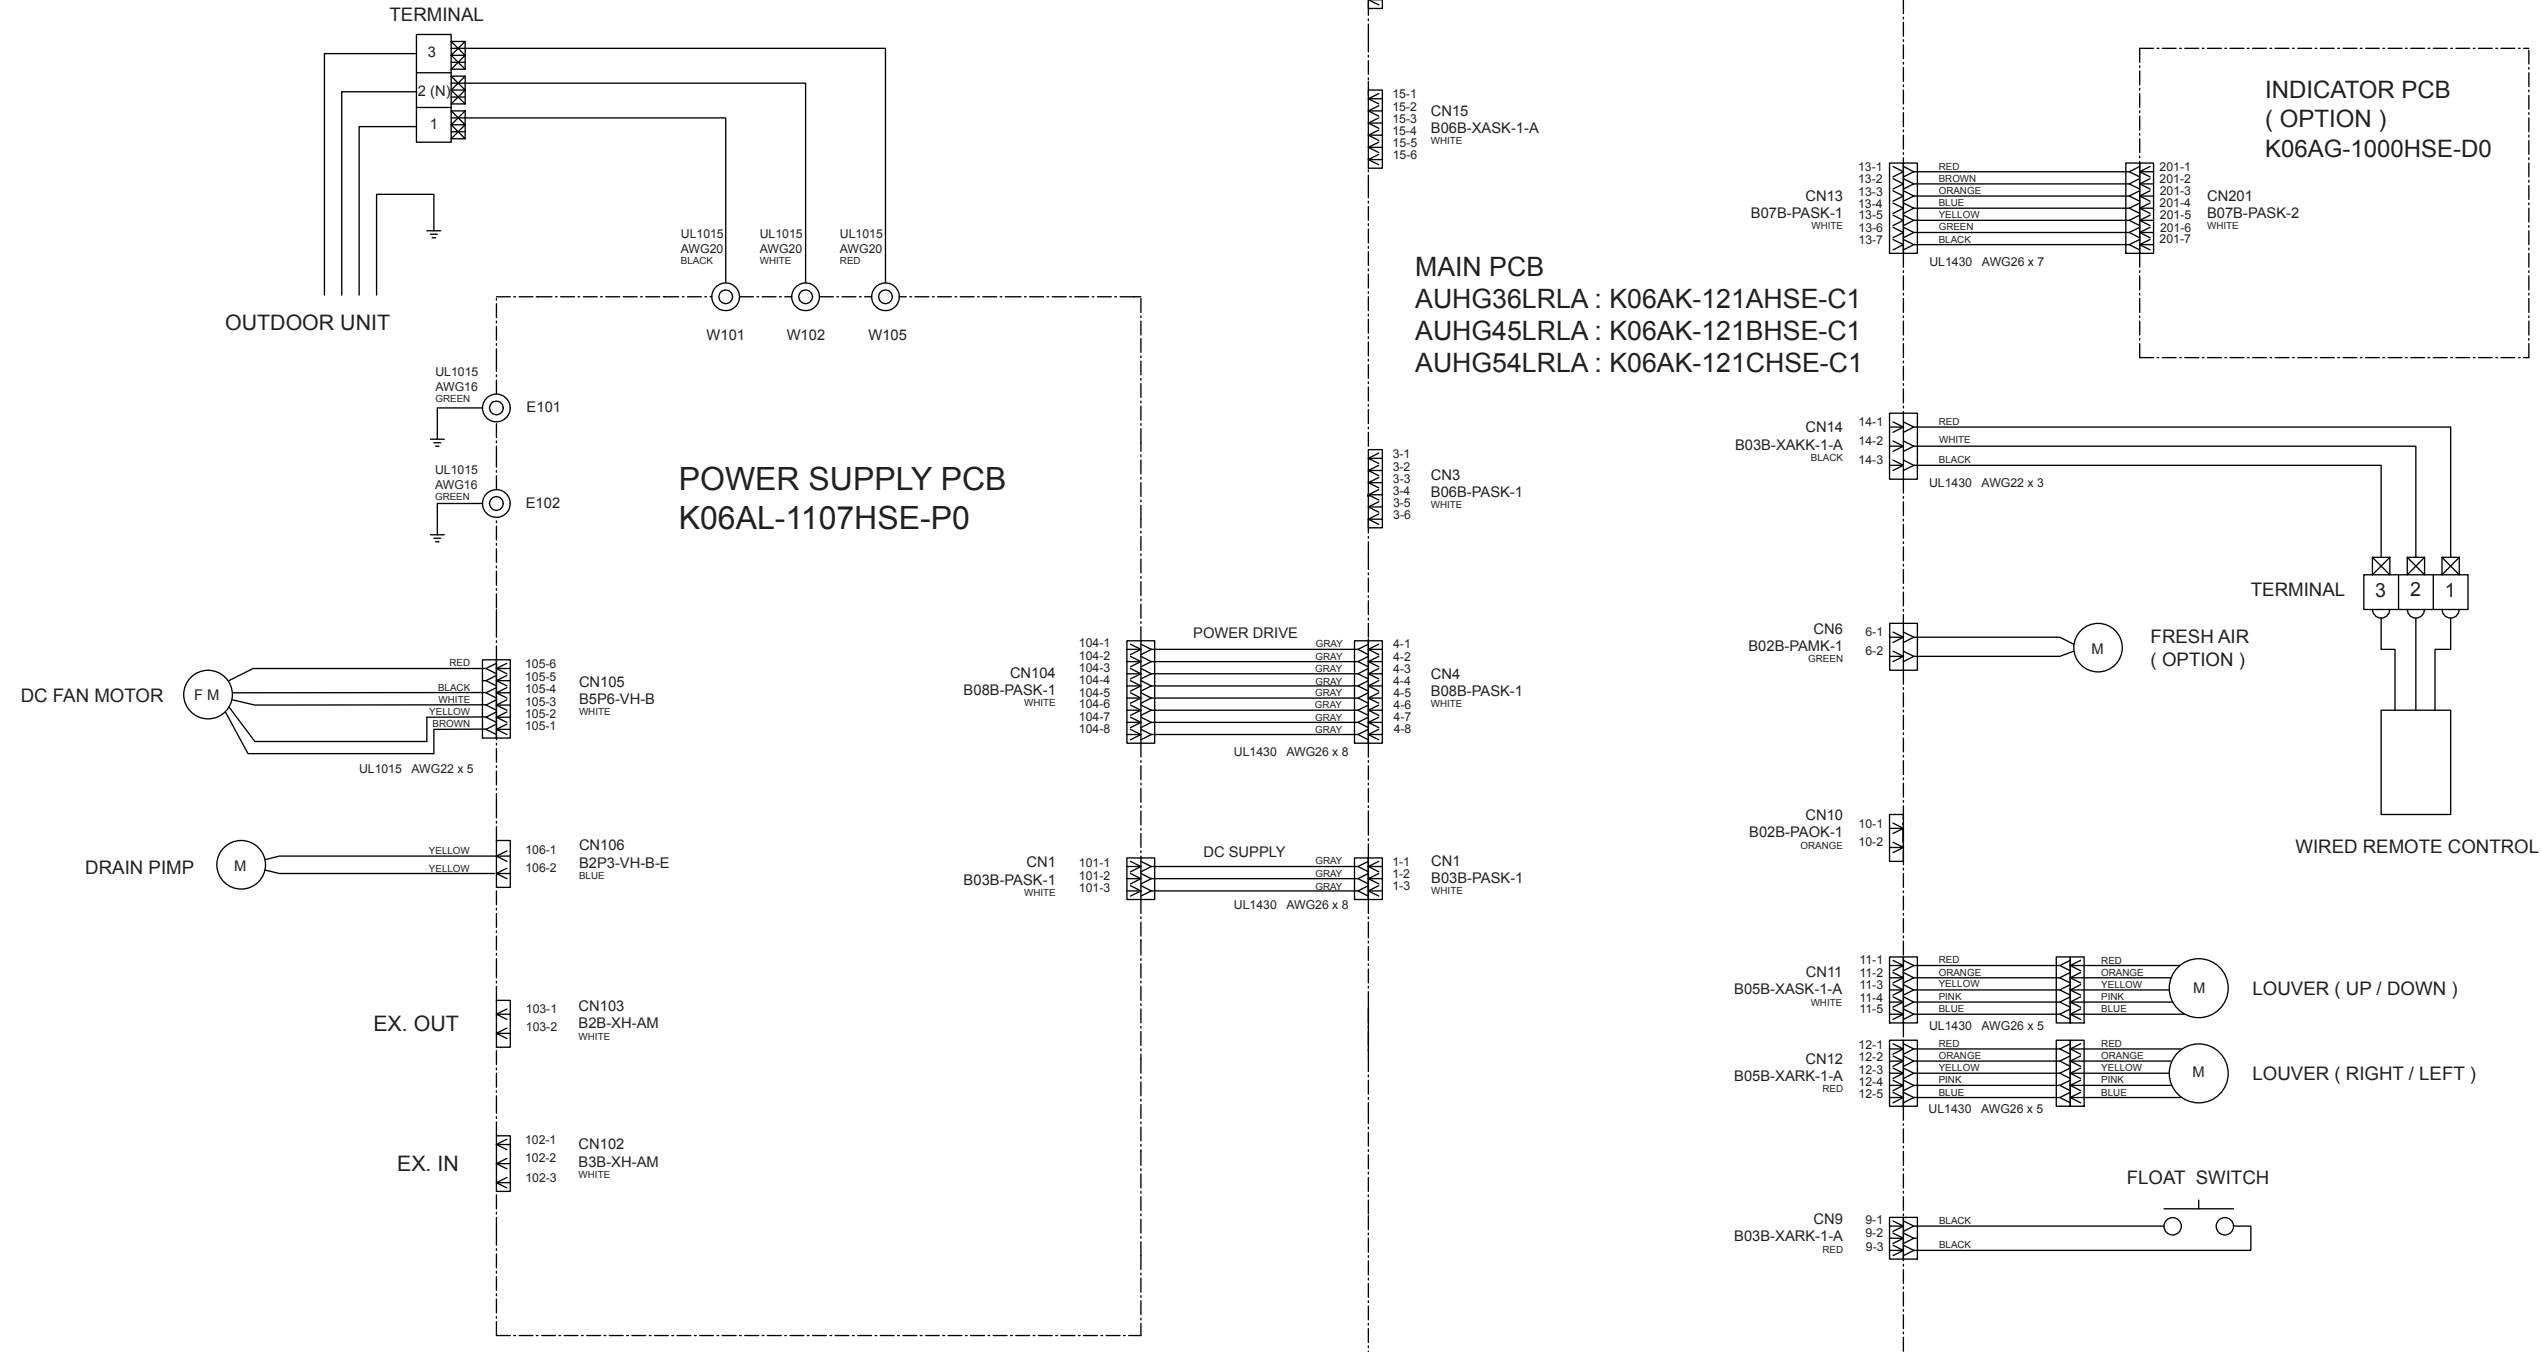 TERMINAL
3
2 (N)
1
OUTDOOR UNIT
UL1015
AWG20
BLACK
UL1015
AWG20
WHITE
UL1015
AWG20
RED
W101
W102
W105
UL1015
AWG16
GREEN
E101
UL1015
AWG16
GREEN
E102
POWER SUPPLY PCB
K06AL-1107HSE-P0
DC FAN MOTOR
F M
RED
BLACK
WHITE
YELLOW
BROWN
UL1015 AWG22 x 5
105-6
105-5
105-4
105-3
105-2
105-1
CN105
B5P6-VH-B
WHITE
DRAIN PIMP
M
YELLOW
YELLOW
106-1
106-2
CN106
B2P3-VH-B-E
BLUE
EX. OUT
103-1
103-2
CN103
B2B-XH-AM
WHITE
EX. IN
102-1
102-2
102-3
CN102
B3B-XH-AM
WHITE
CN104
B08B-PASK-1
WHITE
104-1
104-2
104-3
104-4
104-5
104-6
104-7
104-8
POWER DRIVE
GRAY
GRAY
GRAY
GRAY
GRAY
GRAY
GRAY
GRAY
UL1430 AWG26 x 8
4-1
4-2
4-3
4-4
4-5
4-6
4-7
4-8
CN4
B08B-PASK-1
WHITE
CN1
B03B-PASK-1
WHITE
101-1
101-2
101-3
DC SUPPLY
GRAY
GRAY
GRAY
UL1430 AWG26 x 8
1-1
1-2
1-3
CN1
B03B-PASK-1
WHITE
15-1
15-2
15-3
15-4
15-5
15-6
CN15
B06B-XASK-1-A
WHITE
MAIN PCB
AUHG36LRLA : K06AK-121AHSE-C1
AUHG45LRLA : K06AK-121BHSE-C1
AUHG54LRLA : K06AK-121CHSE-C1
3-1
3-2
3-3
3-4
3-5
3-6
CN3
B06B-PASK-1
WHITE
CN13
B07B-PASK-1
WHITE
13-1
13-2
13-3
13-4
13-5
13-6
13-7
RED
BROWN
ORANGE
BLUE
YELLOW
GREEN
BLACK
UL1430 AWG26 x 7
201-1
201-2
201-3
201-4
201-5
201-6
201-7
CN201
B07B-PASK-2
WHITE
INDICATOR PCB
( OPTION )
K06AG-1000HSE-D0
CN14
B03B-XAKK-1-A
BLACK
14-1
14-2
14-3
RED
WHITE
BLACK
UL1430 AWG22 x 3
TERMINAL
3 2 1
WIRED REMOTE CONTROL
CN6
B02B-PAMK-1
GREEN
6-1
6-2
M
FRESH AIR
( OPTION )
CN10
B02B-PAOK-1
ORANGE
10-1
10-2
CN11
B05B-XASK-1-A
WHITE
11-1
11-2
11-3
11-4
11-5
RED
ORANGE
YELLOW
PINK
BLUE
UL1430 AWG26 x 5
RED
ORANGE
YELLOW
PINK
BLUE
M
LOUVER ( UP / DOWN )
CN12
B05B-XARK-1-A
RED
12-1
12-2
12-3
12-4
12-5
RED
ORANGE
YELLOW
PINK
BLUE
UL1430 AWG26 x 5
RED
ORANGE
YELLOW
PINK
BLUE
M
LOUVER ( RIGHT / LEFT )
FLOAT SWITCH
CN9
B03B-XARK-1-A
RED
9-1
9-2
9-3
BLACK
BLACK